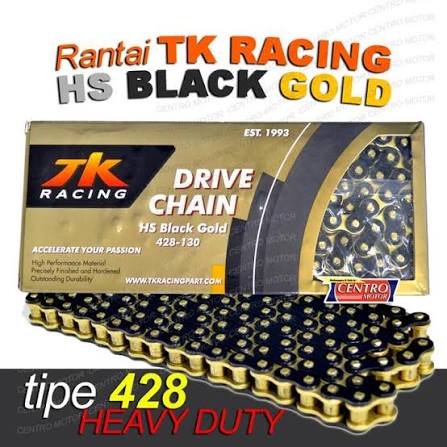 Rantai TK RACING
HS BLACK GOLD
EST. 1993
TK
RACING
DRIVE
CHAIN
HS Black Gold
428-130
ACCELERATE YOUR PASSION
High Performance Material
Precisely Finished and Hardened
Outstanding Durability
WWW.TKRACINGPART.COM
CENTRO
MOTOR
tipe 428
HEAVY DUTY